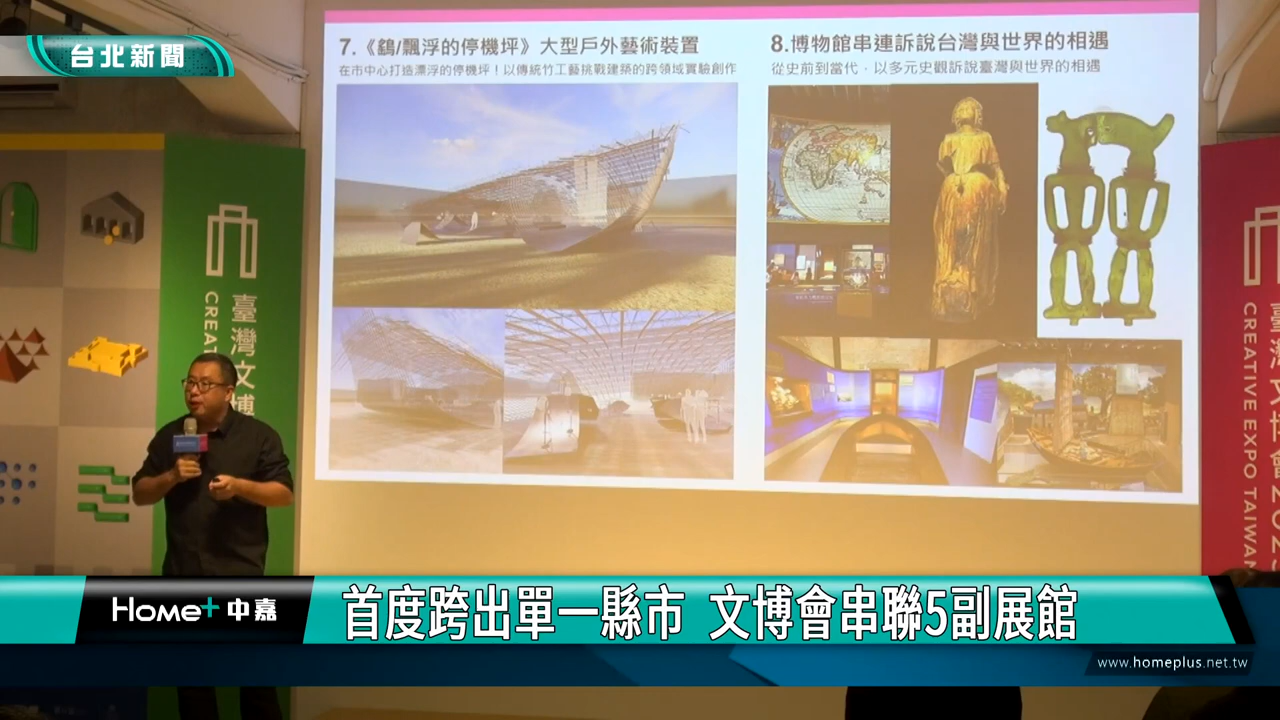 台北新聞
7.《鷂/飄浮的停機坪》大型戶外藝術裝置
在市中心打造漂浮的停機坪！以傳統竹工藝挑戰建築的跨領域實驗創作
8.博物館串連訴說台灣與世界的相遇
從史前到當代，以多元史觀訴說臺灣與世界的相遇
臺灣文博
CREAT
臺灣文博會202
CREATIVE EXPO TAIWAN
Home+中嘉
首度跨出單一縣市 文博會串聯5副展館
www.homeplus.net.tw